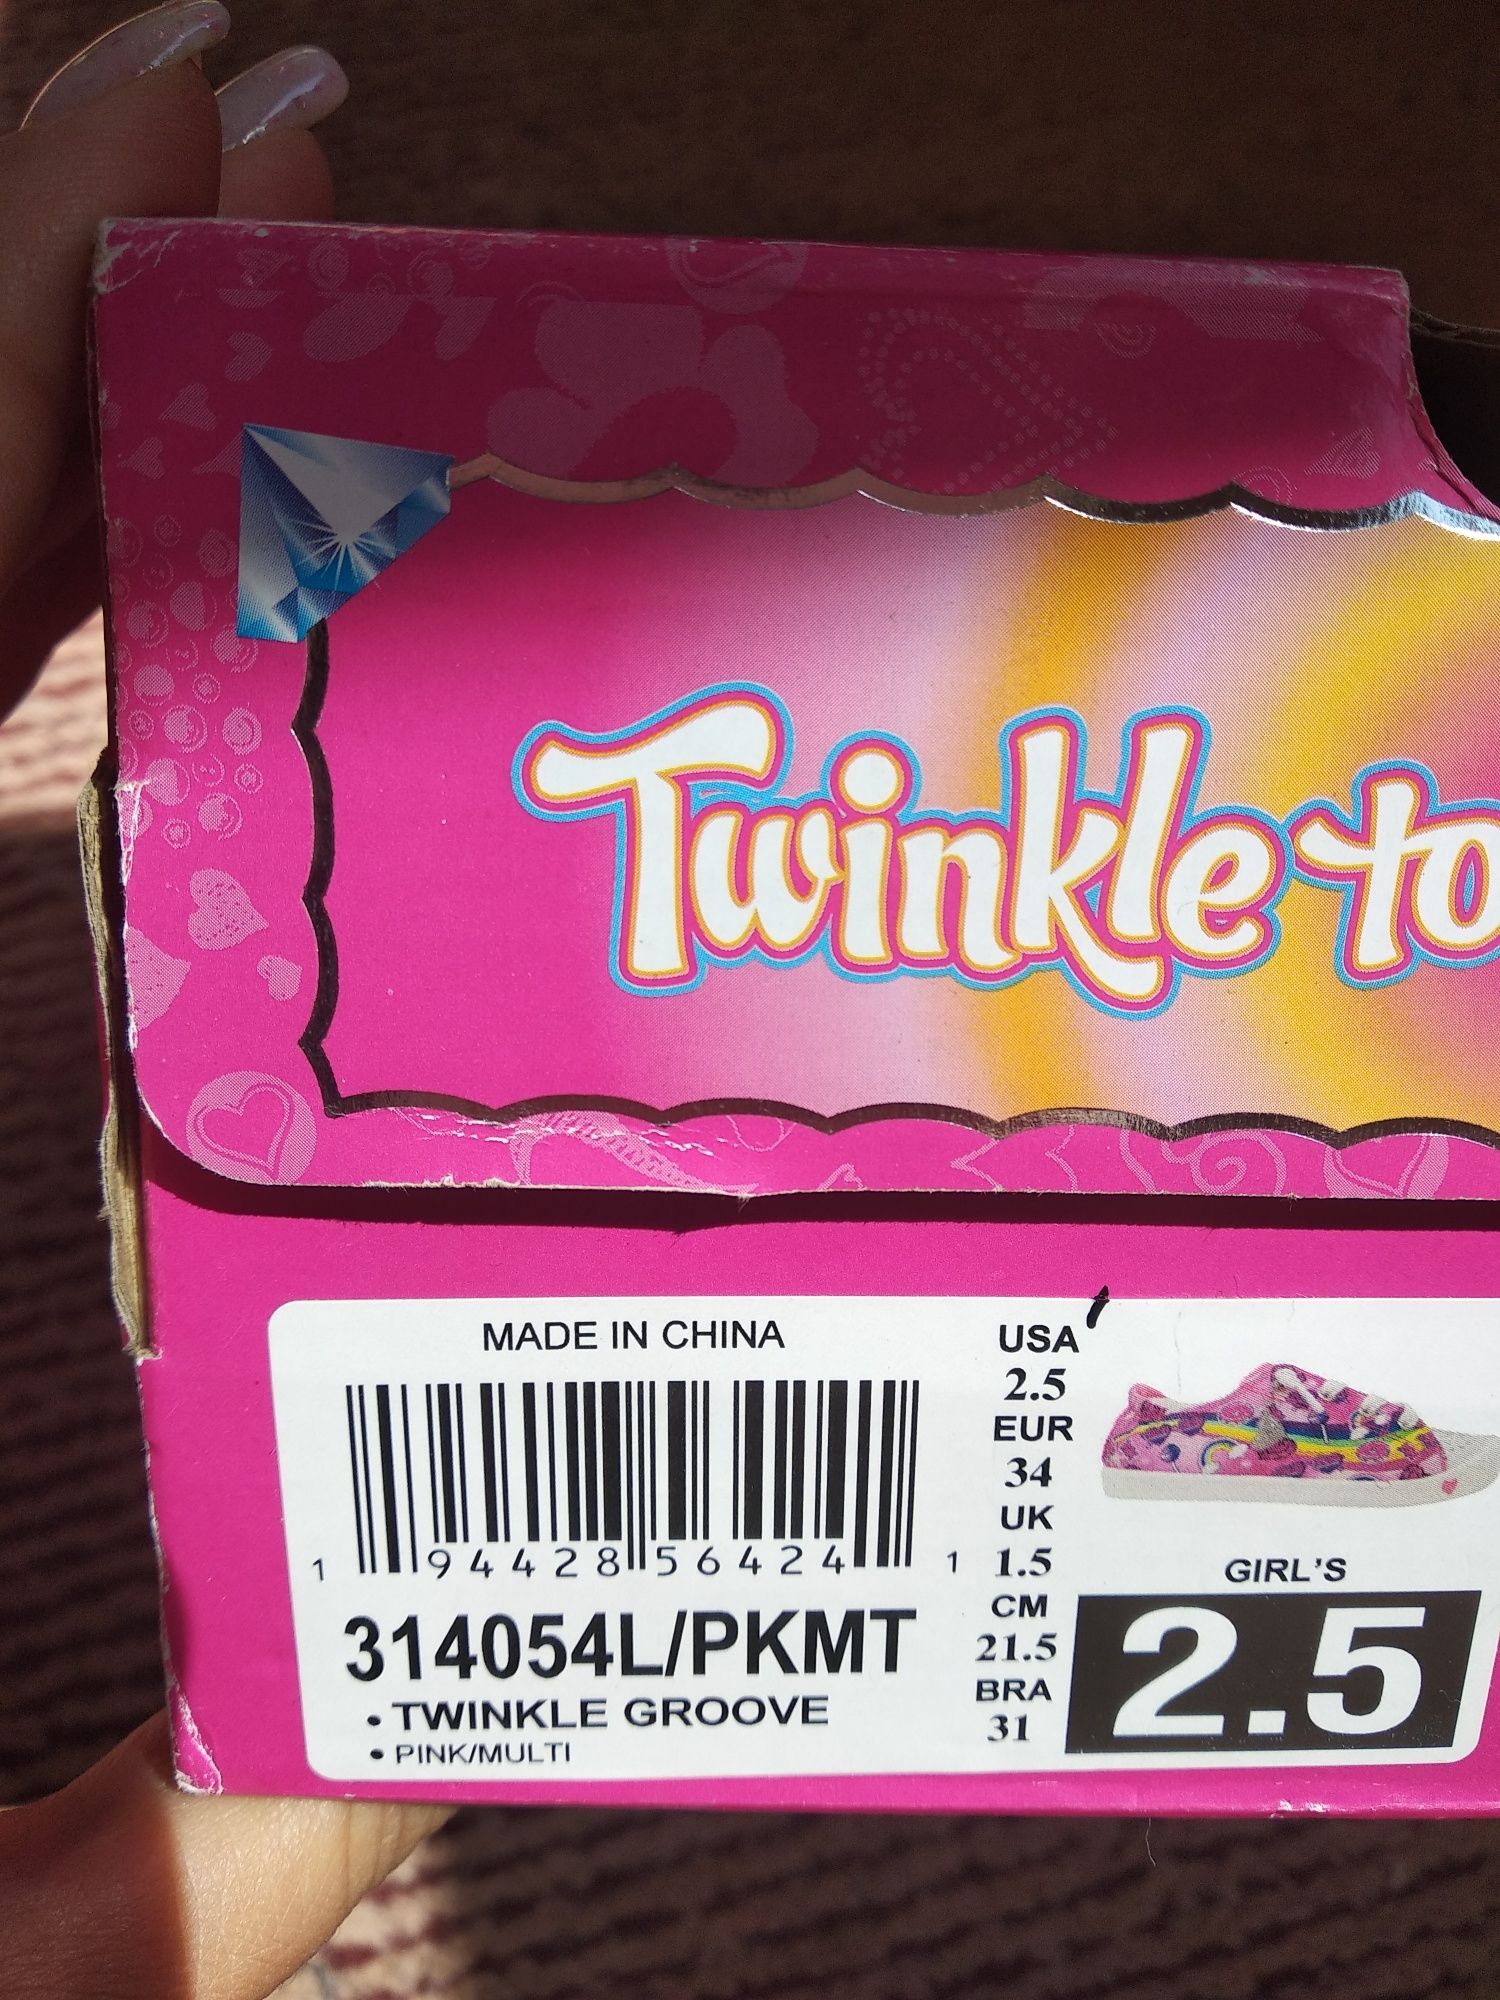 Twinkle to
MADE IN CHINA
1 94428 56424 1
314054L/PKMT
• TWINKLE GROOVE
• PINK/MULTI
USA
2.5
EUR
34
UK
1.5
CM
21.5
BRA
31
GIRL'S
2.5